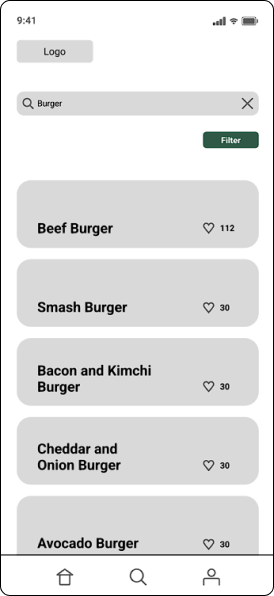 9:41
Logo
Burger
Filter
Beef Burger
112
Smash Burger
30
Bacon and Kimchi
Burger
30
Cheddar and
Onion Burger
30
Avocado Burger
30